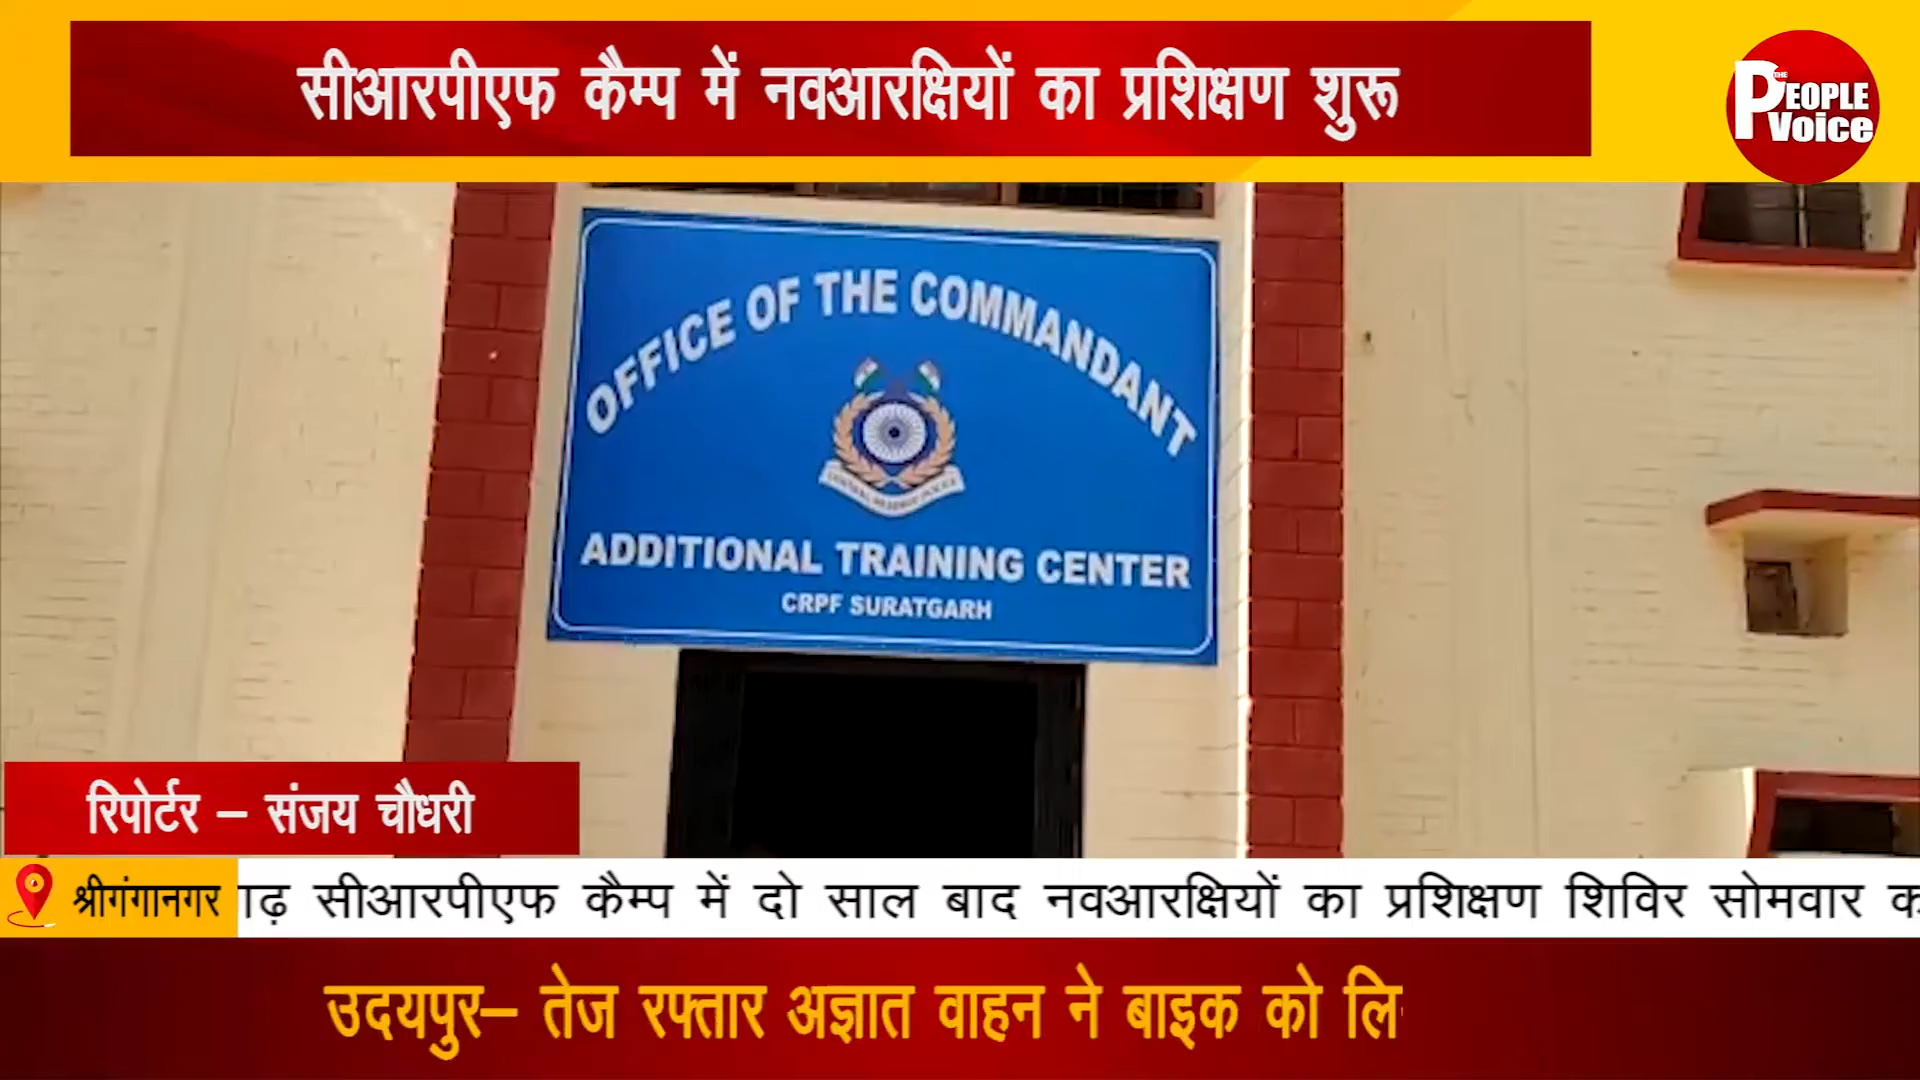 सीआरपीएफ कैम्प में नवआरक्षियों का प्रशिक्षण शुरू
THE PEOPLE Voice
OFFICE OF THE COMMANDANT
ADDITIONAL TRAINING CENTER
CRPF SURATGARH
रिपोर्टर – संजय चौधरी
श्रीगंगानगर
गढ़ सीआरपीएफ कैम्प में दो साल बाद नवआरक्षियों का प्रशिक्षण शिविर सोमवार
उदयपुर– तेज रफ्तार अज्ञात वाहन ने बाइक को लि